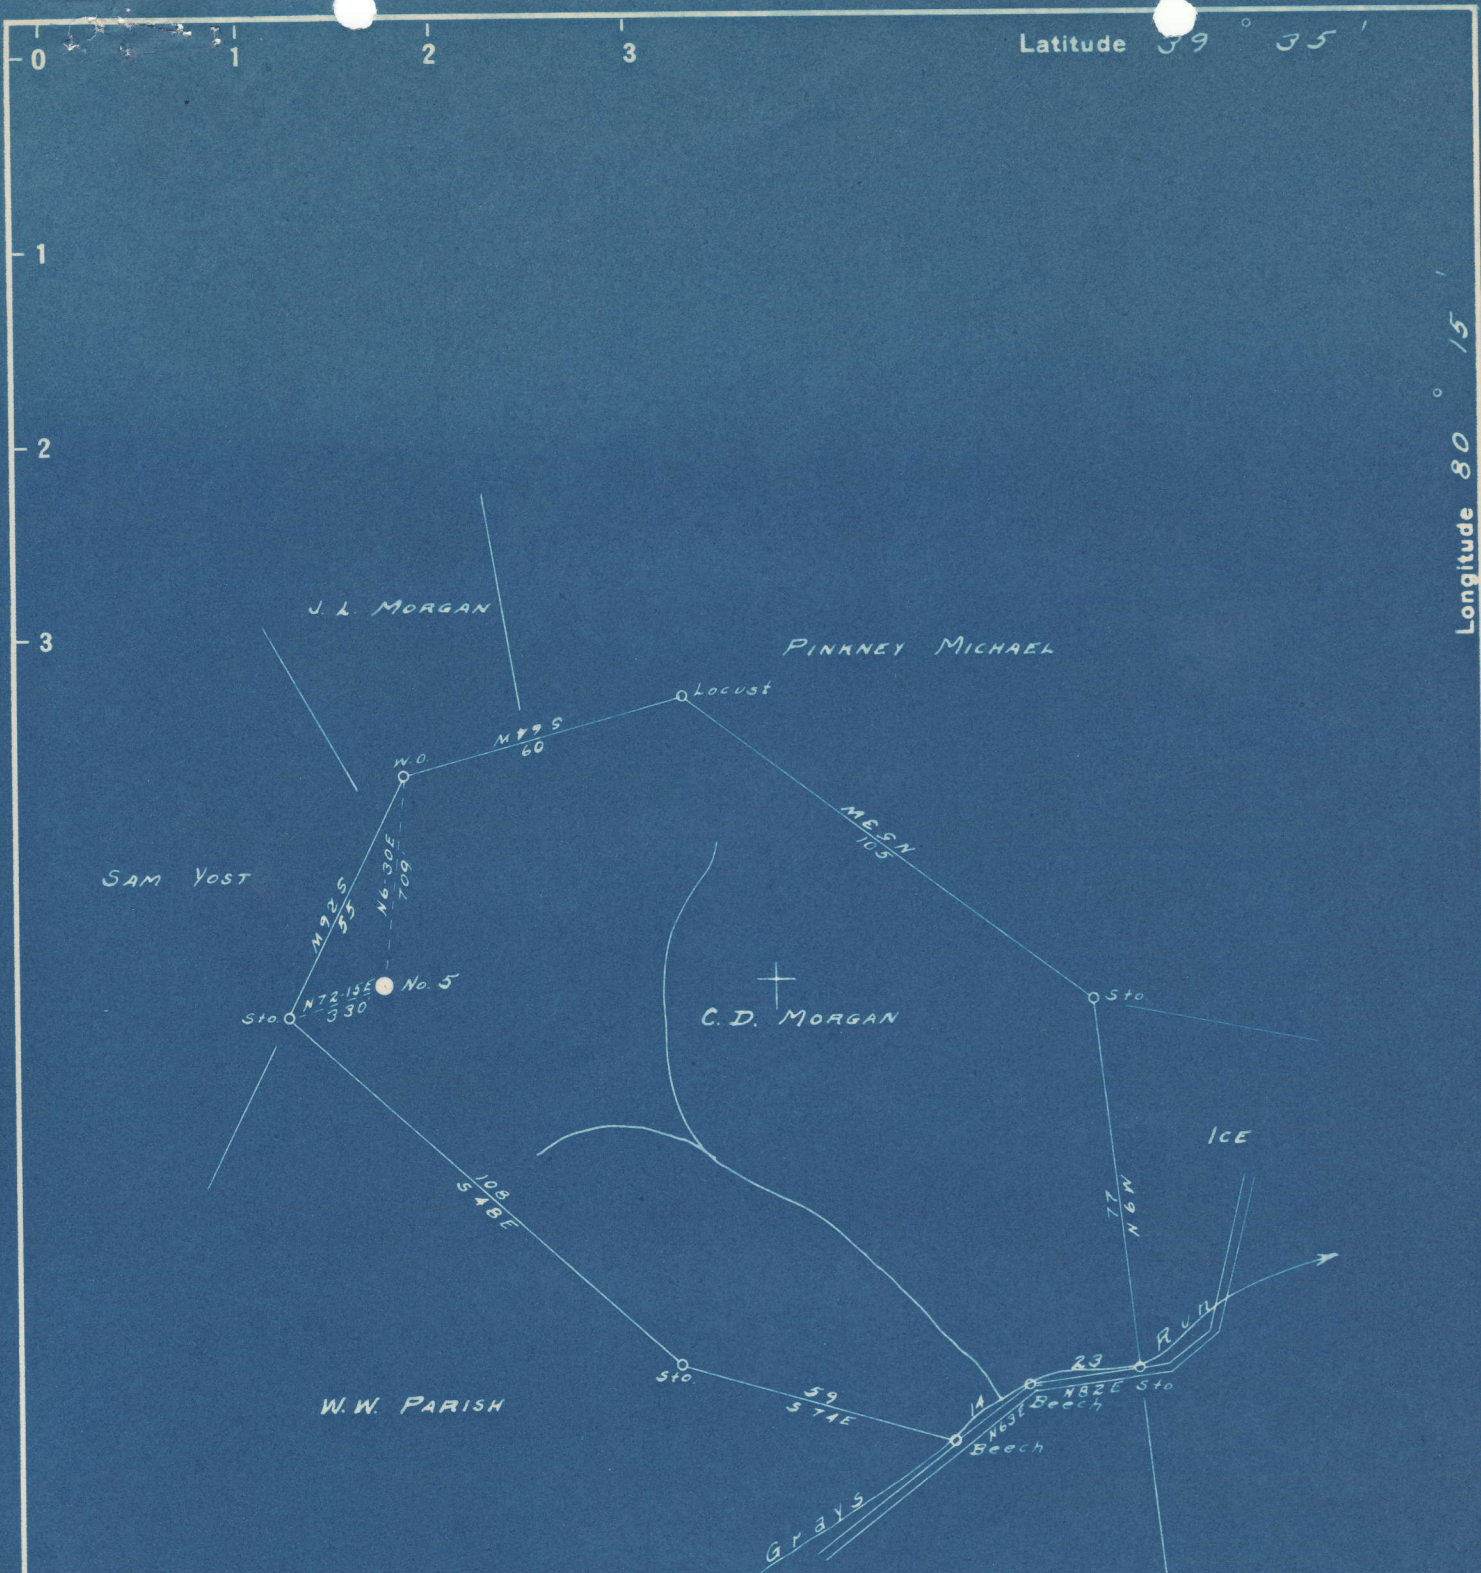 0 1 2 3 Latitude 39° 35'
1
2
3
Longitude 80° 15'
J. L. MORGAN
PINKNEY MICHAEL
Locust
60
W.O.
N53W
105
SAM YOST
N6-30E
709
55
No. 5
N72-15E
330
Sto.
C. D. MORGAN
Sto.
ICE
108
S48E
77
N6W
Run
Sto.
W. W. PARISH
59
S74E
14
N63E
23
N82E
Sto
Beech
Beech
Grays